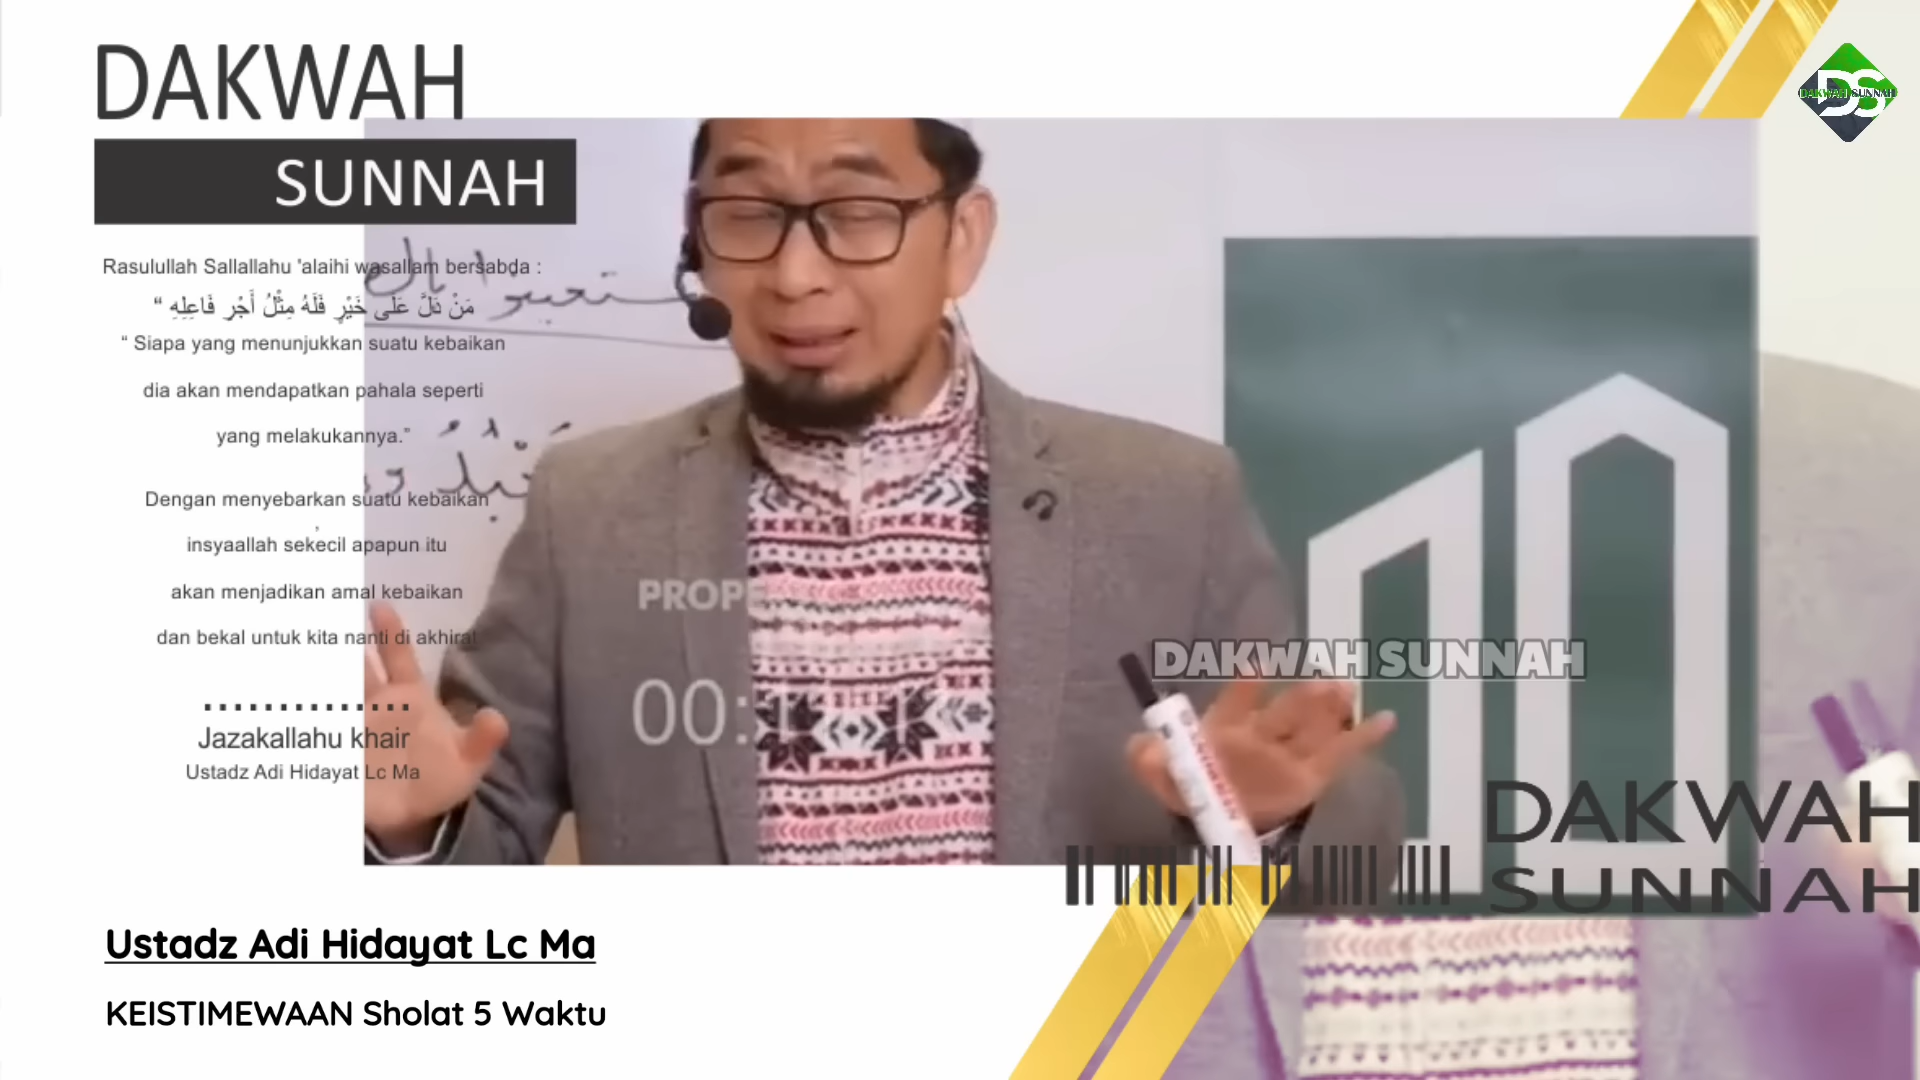 DAKWAH
SUNNAH
DAKWAH SUNNAH
Rasulullah Sallallahu 'alaihi wasallam bersabda :
مَنْ دَلَّ عَلَى خَيْرٍ فَلَهُ مِثْلُ أَجْرِ فَاعِلِهِ “
“ Siapa yang menunjukkan suatu kebaikan
dia akan mendapatkan pahala seperti
yang melakukannya.”
Dengan menyebarkan suatu kebaikan
insyaallah sekecil apapun itu
akan menjadikan amal kebaikan
dan bekal untuk kita nanti di akhirat
Jazakallahu khair
Ustadz Adi Hidayat Lc Ma
00:
DAKWAH SUNNAH
DAKWAH
SUNNAH
Ustadz Adi Hidayat Lc Ma
KEISTIMEWAAN Sholat 5 Waktu